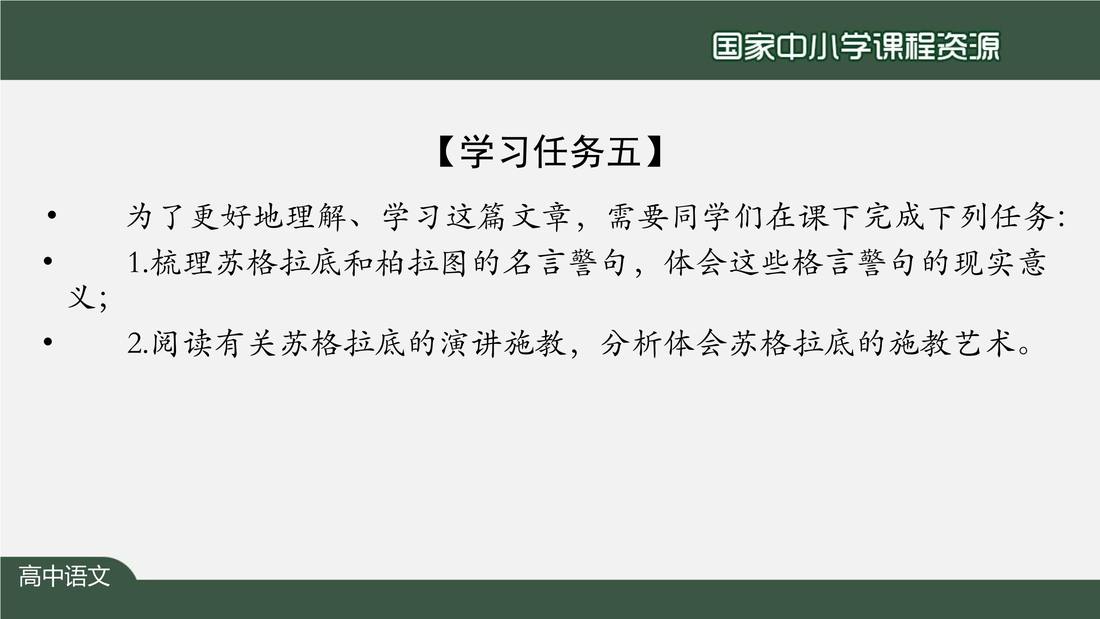 国家中小学课程资源
【学习任务五】
• 为了更好地理解、学习这篇文章，需要同学们在课下完成下列任务：
• 1.梳理苏格拉底和柏拉图的名言警句，体会这些格言警句的现实意
义；
• 2.阅读有关苏格拉底的演讲施教，分析体会苏格拉底的施教艺术。
高中语文